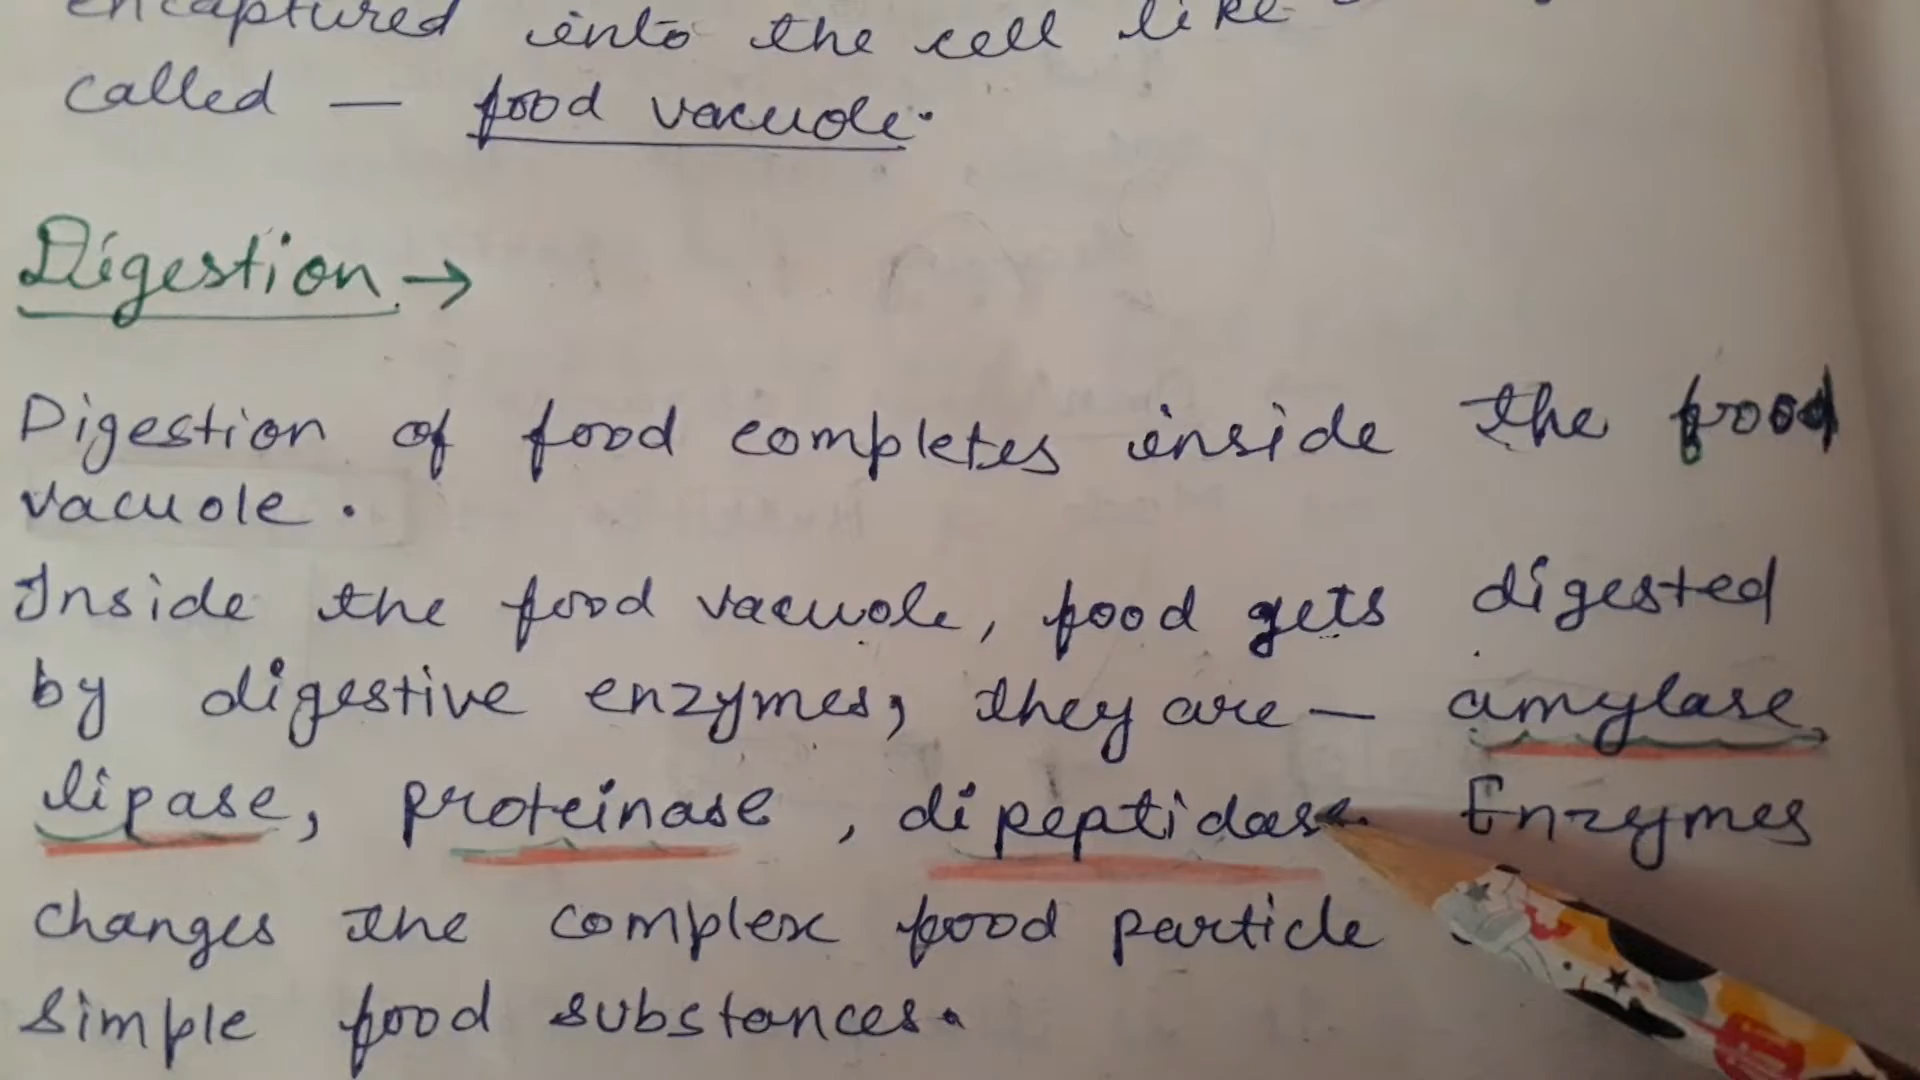 encaptured into the cell like
called — food vacuole.
Digestion →
Digestion of food completes inside the food
vacuole.
Inside the food vacuole, food gets digested
by digestive enzymes, they are — amylase
lipase, proteinase, dipeptidase Enzymes
changes the complex food particle
simple food substances.